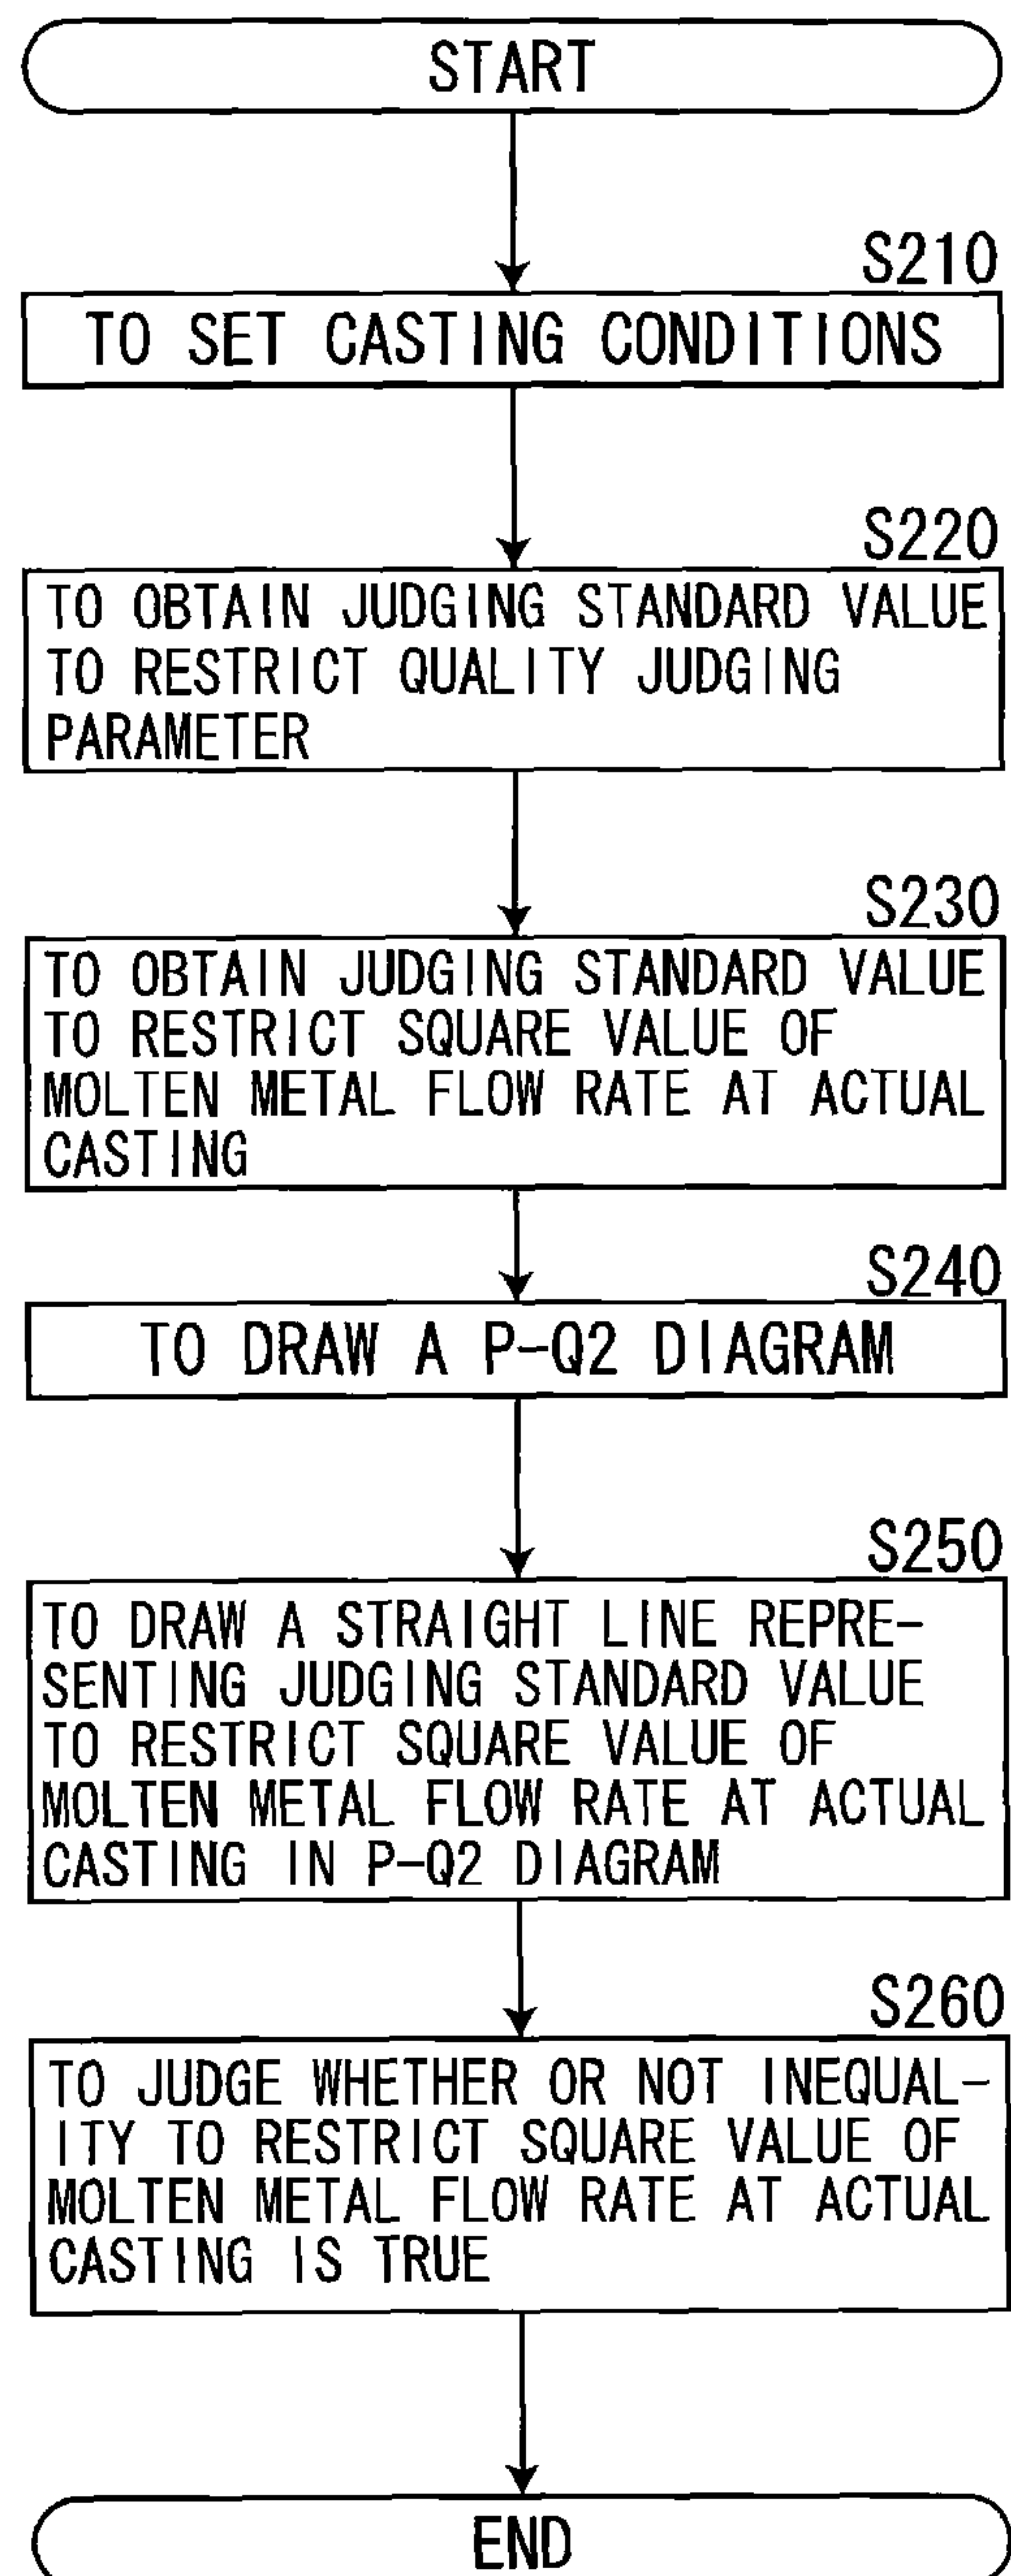 START
S210
TO SET CASTING CONDITIONS
S220
TO OBTAIN JUDGING STANDARD VALUE
TO RESTRICT QUALITY JUDGING
PARAMETER
S230
TO OBTAIN JUDGING STANDARD VALUE
TO RESTRICT SQUARE VALUE OF
MOLTEN METAL FLOW RATE AT ACTUAL
CASTING
S240
TO DRAW A P-Q2 DIAGRAM
S250
TO DRAW A STRAIGHT LINE REPRE-
SENTING JUDGING STANDARD VALUE
TO RESTRICT SQUARE VALUE OF
MOLTEN METAL FLOW RATE AT ACTUAL
CASTING IN P-Q2 DIAGRAM
S260
TO JUDGE WHETHER OR NOT INEQUAL-
ITY TO RESTRICT SQUARE VALUE OF
MOLTEN METAL FLOW RATE AT ACTUAL
CASTING IS TRUE
END